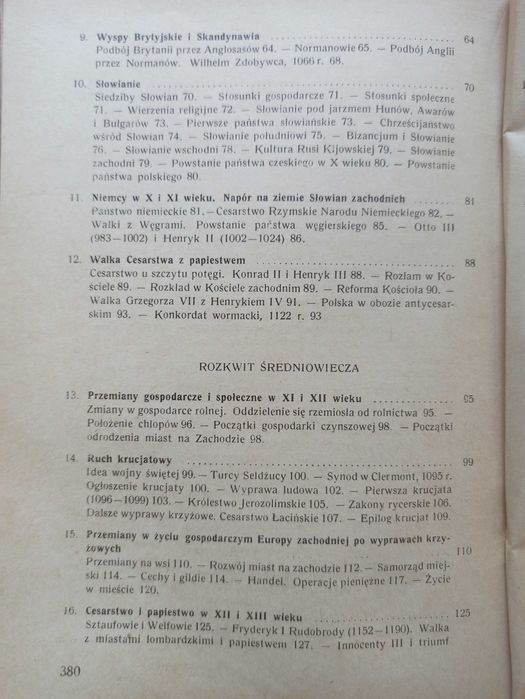 9. Wyspy Brytyjskie i Skandynawia . . . . . . . . . . . . . . . . . . . . . . . . . 64
Podbój Brytanii przez Anglosasów 64. — Normanowie 65. — Podbój Anglii
przez Normanów. Wilhelm Zdobywca, 1066 r. 68.
10. Słowianie . . . . . . . . . . . . . . . . . . . . . . . . . . . . . . . . . . . . 70
Siedziby Słowian 70. — Stosunki gospodarcze 71. — Stosunki społeczne
71. — Wierzenia religijne 72. — Słowianie pod jarzmem Hunów, Awarów
i Bułgarów 73. — Pierwsze państwa słowiańskie 73. — Chrześcijaństwo
wśród Słowian 74. — Słowianie południowi 75. — Bizancjum i Słowianie
76. — Słowianie wschodni 78. — Kultura Rusi Kijowskiej 79. — Słowianie
zachodni 79. — Powstanie państwa czeskiego w X wieku 80. — Powstanie
państwa polskiego 80.
11. Niemcy w X i XI wieku. Napór na ziemie Słowian zachodnich . . . . . . . 81
Państwo niemieckie 81. — Cesarstwo Rzymskie Narodu Niemieckiego 82. —
Walki z Węgrami. Powstanie państwa węgierskiego 85. — Otto III
(983—1002) i Henryk II (1002—1024) 86.
12. Walka Cesarstwa z papiestwem . . . . . . . . . . . . . . . . . . . . . . . . 88
Cesarstwo u szczytu potęgi. Konrad II i Henryk III 88. — Rozłam w Ko-
ściele 89. — Rozkład w Kościele zachodnim 89. — Reforma Kościoła 90. —
Walka Grzegorza VII z Henrykiem IV 91. — Polska w obozie antycesar-
skim 93. — Konkordat wormacki, 1122 r. 93
ROZKWIT ŚREDNIOWIECZA
13. Przemiany gospodarcze i społeczne w XI i XII wieku . . . . . . . . . . . . 95
Zmiany w gospodarce rolnej. Oddzielenie się rzemiosła od rolnictwa 95. —
Położenie chłopów 96. — Początki gospodarki czynszowej 98. — Początki
odrodzenia miast na Zachodzie 98.
14. Ruch krucjatowy . . . . . . . . . . . . . . . . . . . . . . . . . . . . . . . . 99
Idea wojny świętej 99. — Turcy Seldżucy 100. — Synod w Clermont, 1095 r.
Ogłoszenie krucjaty 100. — Wyprawa ludowa 102. — Pierwsza krucjata
(1096—1099) 103. — Królestwo Jerozolimskie 105. — Zakony rycerskie 106.
Dalsze wyprawy krzyżowe. Cesarstwo Łacińskie 107. — Epilog krucjat 109.
15. Przemiany w życiu gospodarczym Europy zachodniej po wyprawach krzy-
żowych . . . . . . . . . . . . . . . . . . . . . . . . . . . . . . . . . . . . . . 110
Przemiany na wsi 110. — Rozwój miast na zachodzie 112. — Samorząd miej-
ski 114. — Cechy i gildie 114. — Handel. Operacje pieniężne 117. — Życie
w mieście 120.
16. Cesarstwo i papiestwo w XII i XIII wieku . . . . . . . . . . . . . . . . . . 125
Sztaufowie i Welfowie 125. — Fryderyk I Rudobrody (1152—1190). Walka
z miastami lombardzkimi i papiestwem 127. — Innocenty III i triumf
380